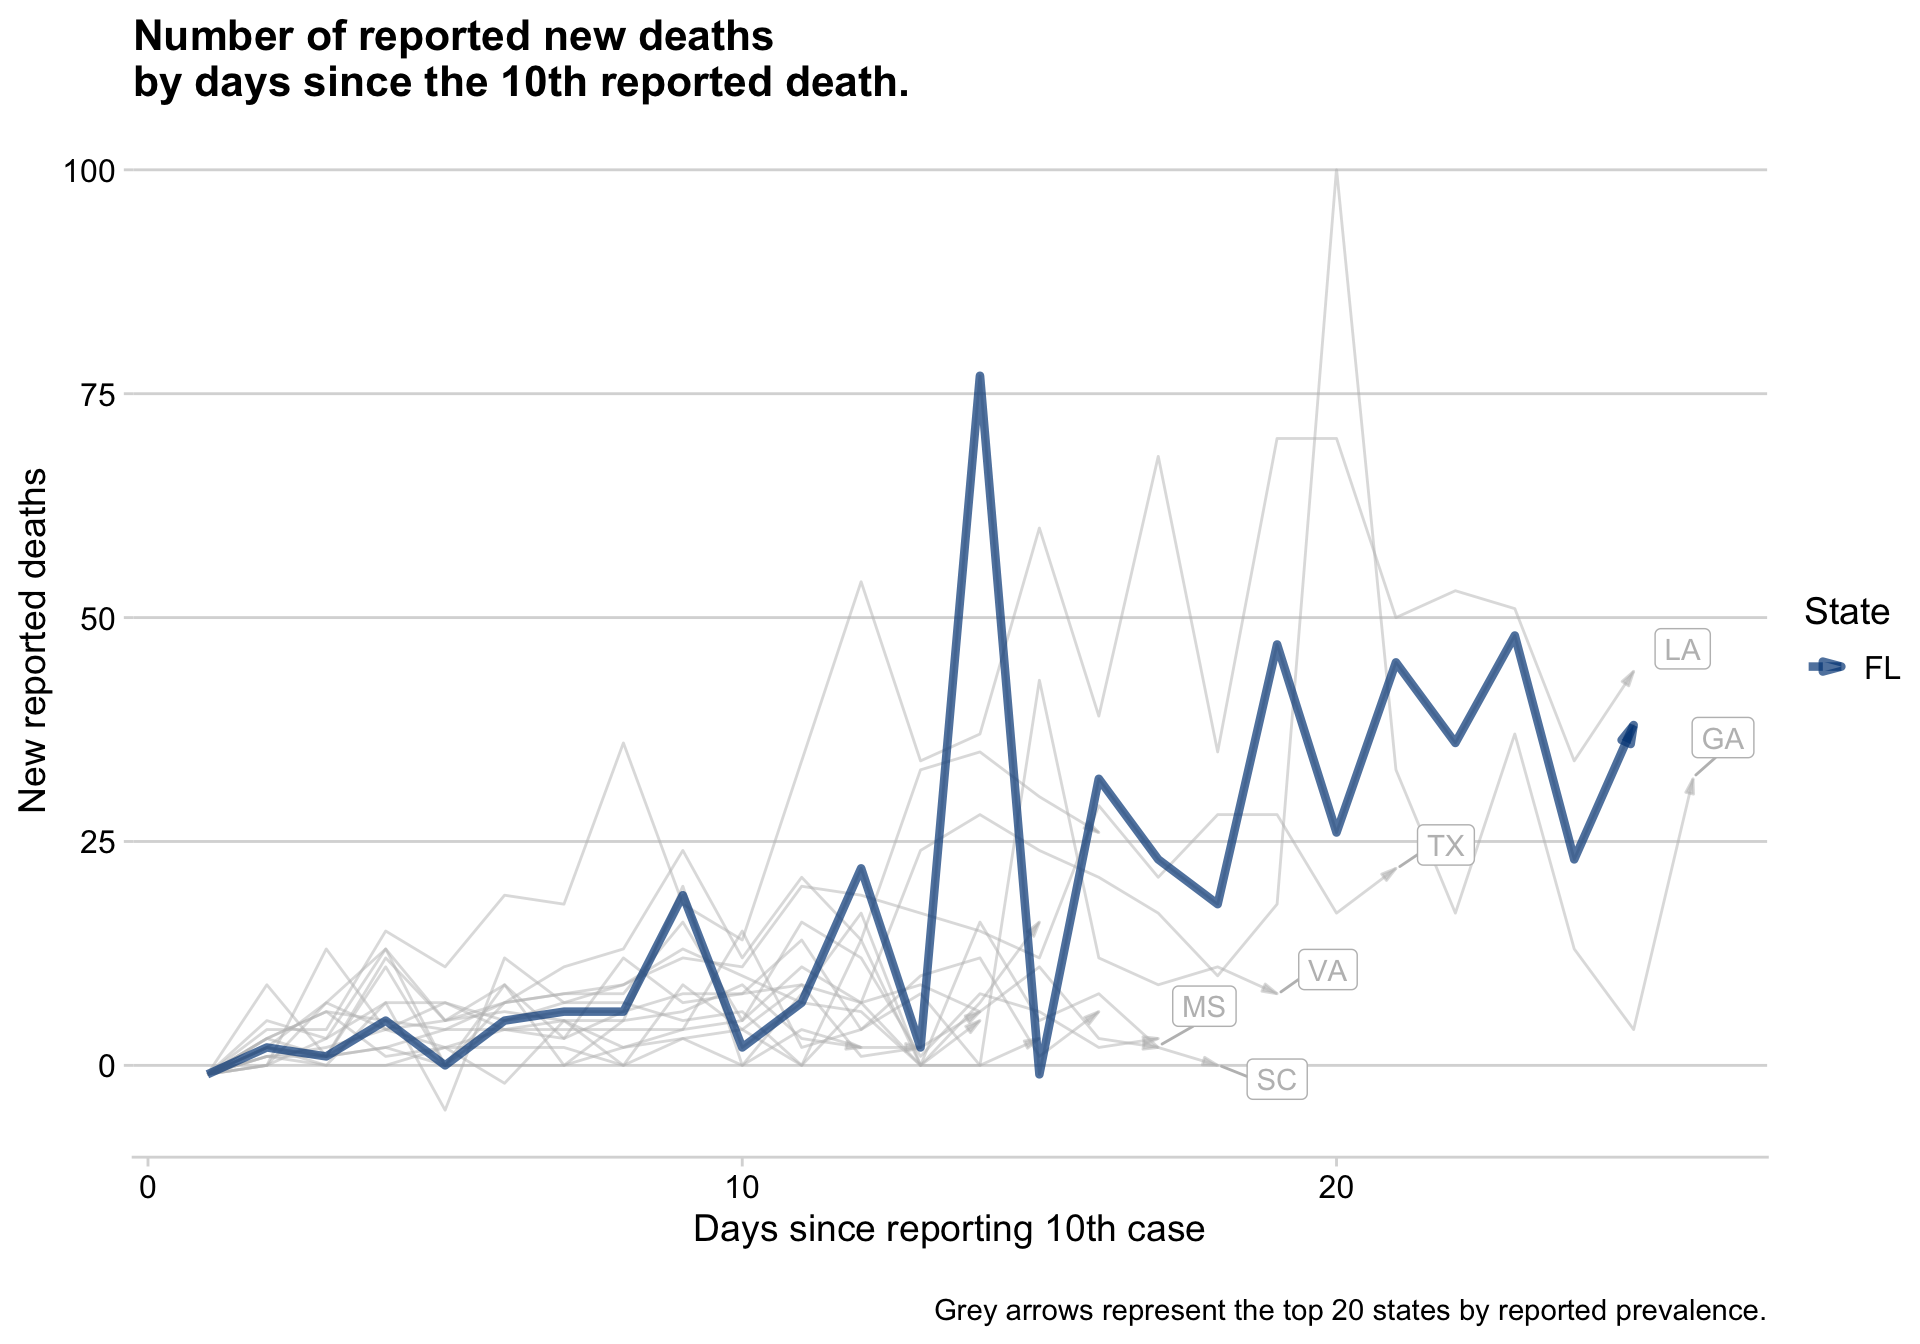 Number of reported new deaths
by days since the 10th reported death.
100
75
50
25
0
New reported deaths
LA
GA
TX
VA
MS
SC
State
FL
0 10 20
Days since reporting 10th case
Grey arrows represent the top 20 states by reported prevalence.